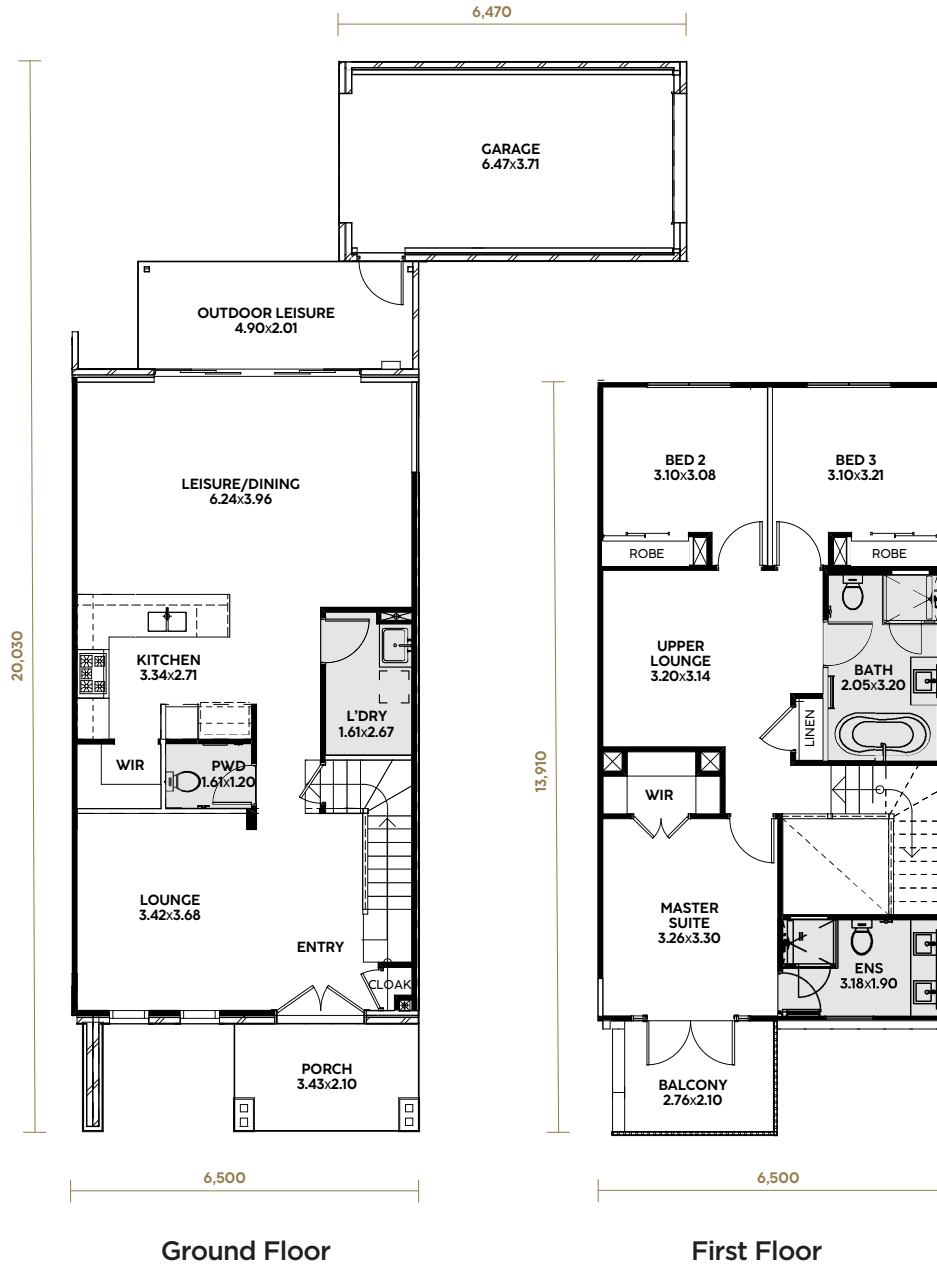 6,470
GARAGE
6.47x3.71
OUTDOOR LEISURE
4.90x2.01
20,030
LEISURE/DINING
6.24x3.96
KITCHEN
3.34x2.71
L'DRY
1.61x2.67
WIR
PWD
1.61x1.20
LOUNGE
3.42x3.68
ENTRY
CLOAK
PORCH
3.43x2.10
6,500
Ground Floor
13,910
BED 2
3.10x3.08
BED 3
3.10x3.21
ROBE
ROBE
UPPER
LOUNGE
3.20x3.14
BATH
2.05x3.20
LINEN
WIR
MASTER
SUITE
3.26x3.30
ENS
3.18x1.90
BALCONY
2.76x2.10
6,500
First Floor